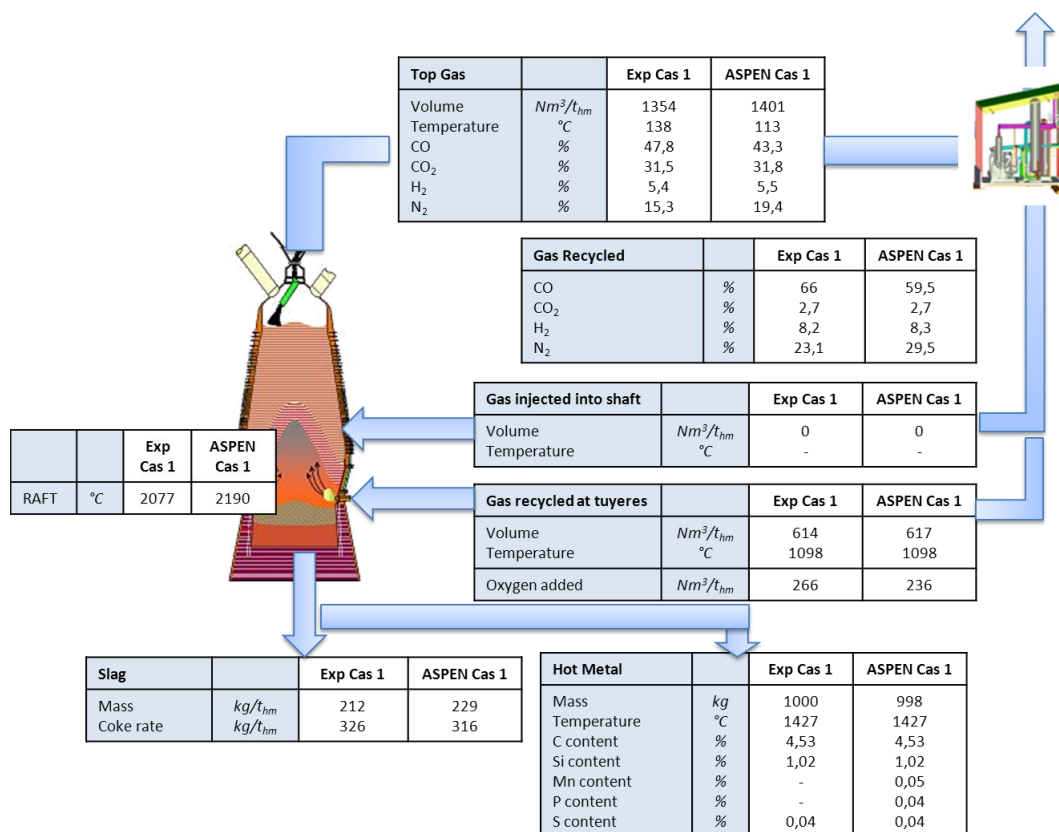 Top Gas Exp Cas 1 ASPEN Cas 1
Volume Nm³/t_hm 1354 1401
Temperature °C 138 113
CO % 47,8 43,3
CO₂ % 31,5 31,8
H₂ % 5,4 5,5
N₂ % 15,3 19,4
Gas Recycled Exp Cas 1 ASPEN Cas 1
CO % 66 59,5
CO₂ % 2,7 2,7
H₂ % 8,2 8,3
N₂ % 23,1 29,5
Gas injected into shaft Exp Cas 1 ASPEN Cas 1
Volume Nm³/t_hm 0 0
Temperature °C - -
Exp Cas 1 ASPEN Cas 1
RAFT °C 2077 2190
Gas recycled at tuyeres Exp Cas 1 ASPEN Cas 1
Volume Nm³/t_hm 614 617
Temperature °C 1098 1098
Oxygen added Nm³/t_hm 266 236
Slag Exp Cas 1 ASPEN Cas 1
Mass kg/t_hm 212 229
Coke rate kg/t_hm 326 316
Hot Metal Exp Cas 1 ASPEN Cas 1
Mass kg 1000 998
Temperature °C 1427 1427
C content % 4,53 4,53
Si content % 1,02 1,02
Mn content % - 0,05
P content % - 0,04
S content % 0,04 0,04